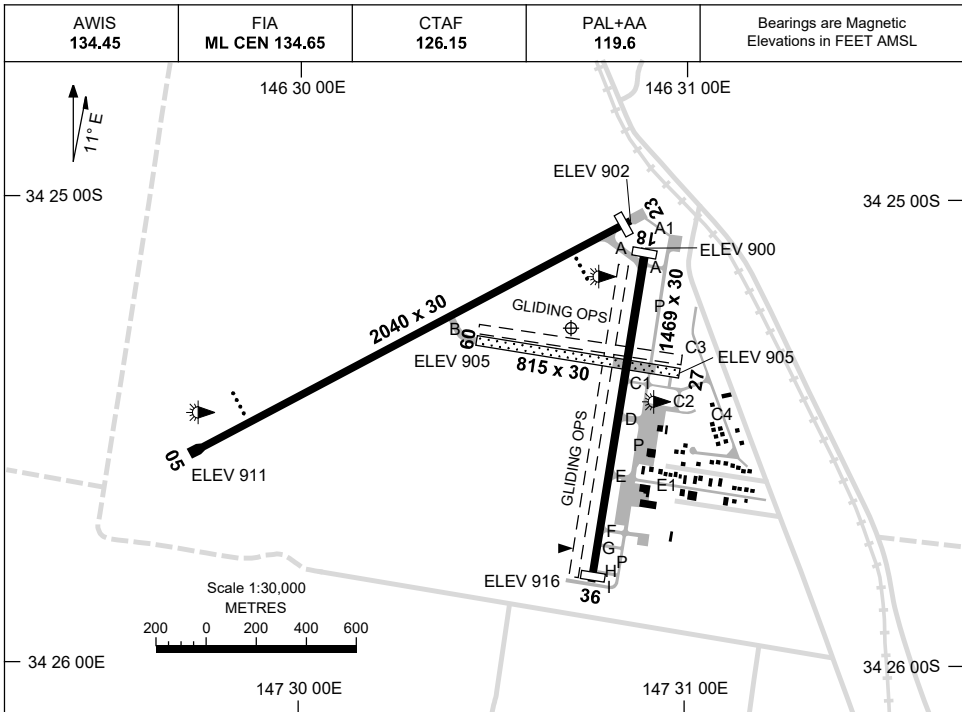 AWIS
134.45
FIA
ML CEN 134.65
CTAF
126.15
PAL+AA
119.6
Bearings are Magnetic
Elevations in FEET AMSL
146 30 00E
146 31 00E
11° E
34 25 00S
34 25 00S
ELEV 902
23
A1
18
ELEV 900
A
A
P
1469 x 30
2040 x 30
GLIDING OPS
B
09
C3
ELEV 905
815 x 30
ELEV 905
27
C1
C2
C4
D
P
05
ELEV 911
GLIDING OPS
E
E1
F
G
P
H
I
ELEV 916
36
Scale 1:30,000
METRES
200 0 200 400 600
34 26 00E
34 26 00S
147 30 00E
147 31 00E